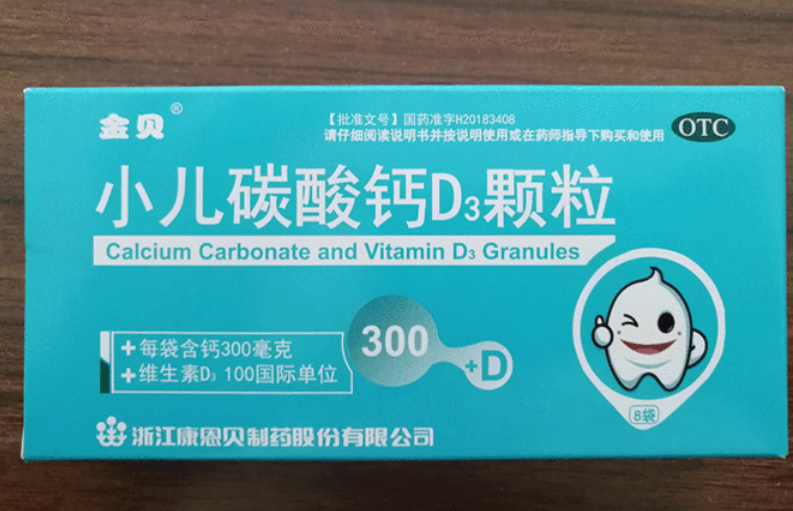 金贝®
【批准文号】国药准字H20183408
请仔细阅读说明书并按说明使用或在药师指导下购买和使用
OTC
小儿碳酸钙D₃颗粒
Calcium Carbonate and Vitamin D₃ Granules
+每袋含钙300毫克
+维生素D₃ 100国际单位
300
+D
8袋
浙江康恩贝制药股份有限公司